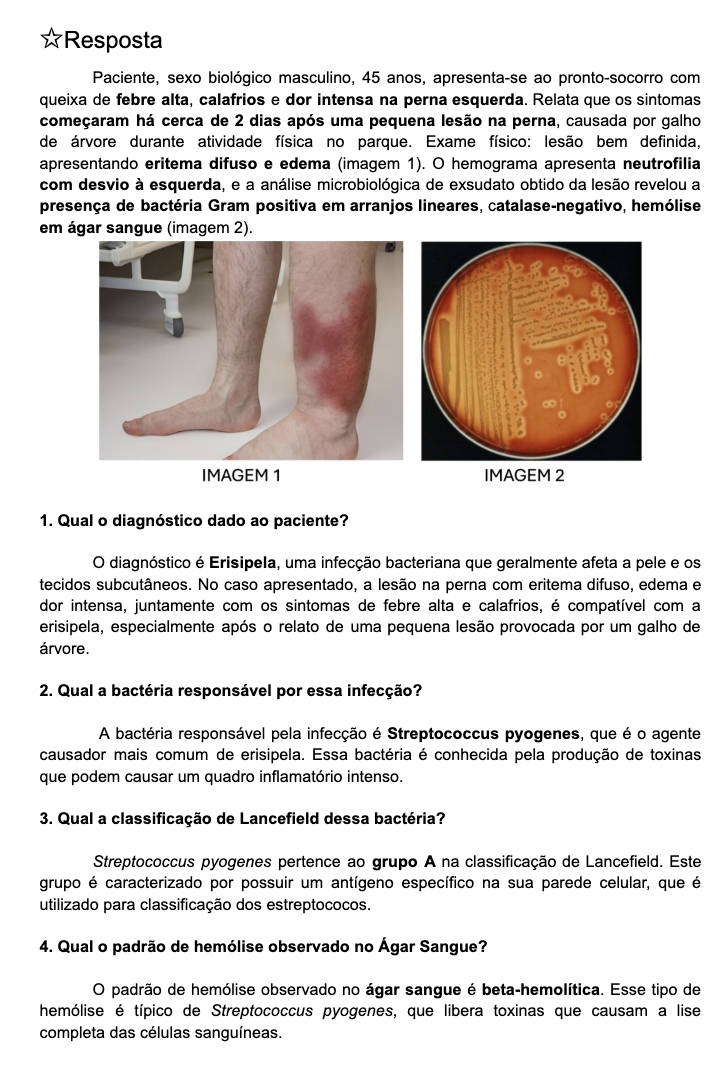 ☆Resposta
Paciente, sexo biológico masculino, 45 anos, apresenta-se ao pronto-socorro com
queixa de febre alta, calafrios e dor intensa na perna esquerda. Relata que os sintomas
começaram há cerca de 2 dias após uma pequena lesão na perna, causada por galho
de árvore durante atividade física no parque. Exame físico: lesão bem definida,
apresentando eritema difuso e edema (imagem 1). O hemograma apresenta neutrofilia
com desvio à esquerda, e a análise microbiológica de exsudato obtido da lesão revelou a
presença de bactéria Gram positiva em arranjos lineares, catalase-negativo, hemólise
em ágar sangue (imagem 2).
IMAGEM 1
IMAGEM 2
1. Qual o diagnóstico dado ao paciente?
O diagnóstico é Erisipela, uma infecção bacteriana que geralmente afeta a pele e os
tecidos subcutâneos. No caso apresentado, a lesão na perna com eritema difuso, edema e
dor intensa, juntamente com os sintomas de febre alta e calafrios, é compatível com a
erisipela, especialmente após o relato de uma pequena lesão provocada por um galho de
árvore.
2. Qual a bactéria responsável por essa infecção?
A bactéria responsável pela infecção é Streptococcus pyogenes, que é o agente
causador mais comum de erisipela. Essa bactéria é conhecida pela produção de toxinas
que podem causar um quadro inflamatório intenso.
3. Qual a classificação de Lancefield dessa bactéria?
Streptococcus pyogenes pertence ao grupo A na classificação de Lancefield. Este
grupo é caracterizado por possuir um antígeno específico na sua parede celular, que é
utilizado para classificação dos estreptococos.
4. Qual o padrão de hemólise observado no Ágar Sangue?
O padrão de hemólise observado no ágar sangue é beta-hemolítica. Esse tipo de
hemólise é típico de Streptococcus pyogenes, que libera toxinas que causam a lise
completa das células sanguíneas.